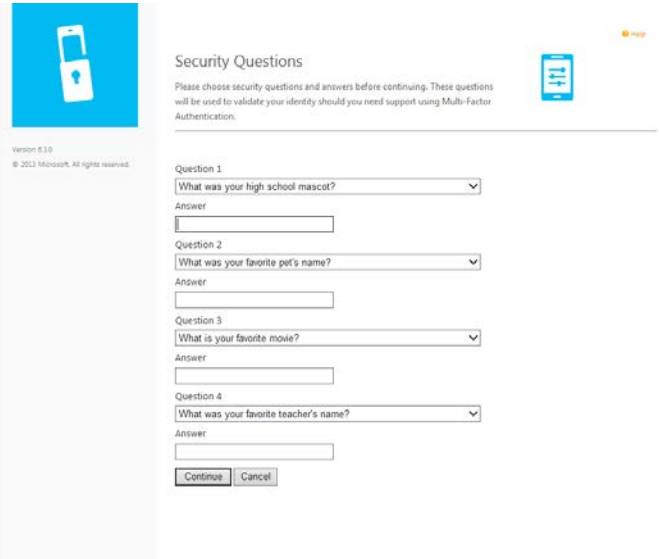 Help
Security Questions
Please choose security questions and answers before continuing. These questions
will be used to validate your identity should you need support using Multi-Factor
Authentication.
Version 6.3.0
© 2013 Microsoft. All rights reserved.
Question 1
What was your high school mascot?
Answer
Question 2
What was your favorite pet's name?
Answer
Question 3
What is your favorite movie?
Answer
Question 4
What was your favorite teacher's name?
Answer
Continue Cancel